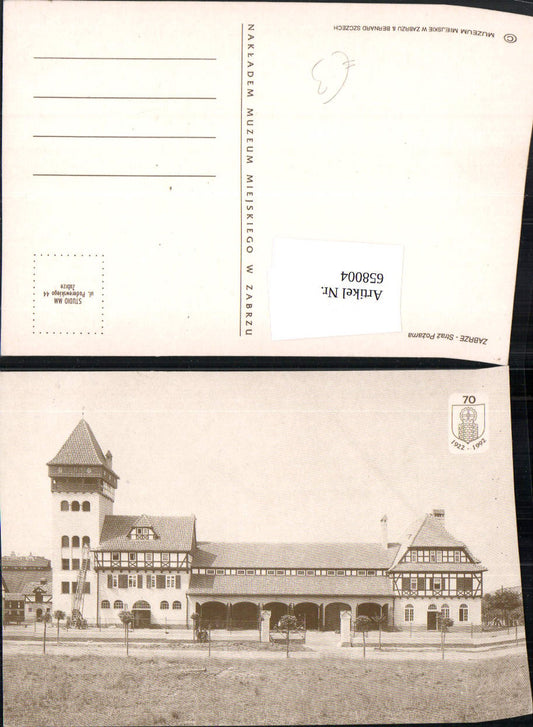 © MUZEUM MIEJSKIE W ZABRZU & BERNARD SZCZECH
NAKŁADEM MUZEUM MIEJSKIEGO W ZABRZU
STUDIO MM
ul. Paderewskiego 44
Zabrze
Artikel Nr.
658004
ZABRZE - Straż Pożarna
70
1922 - 1992